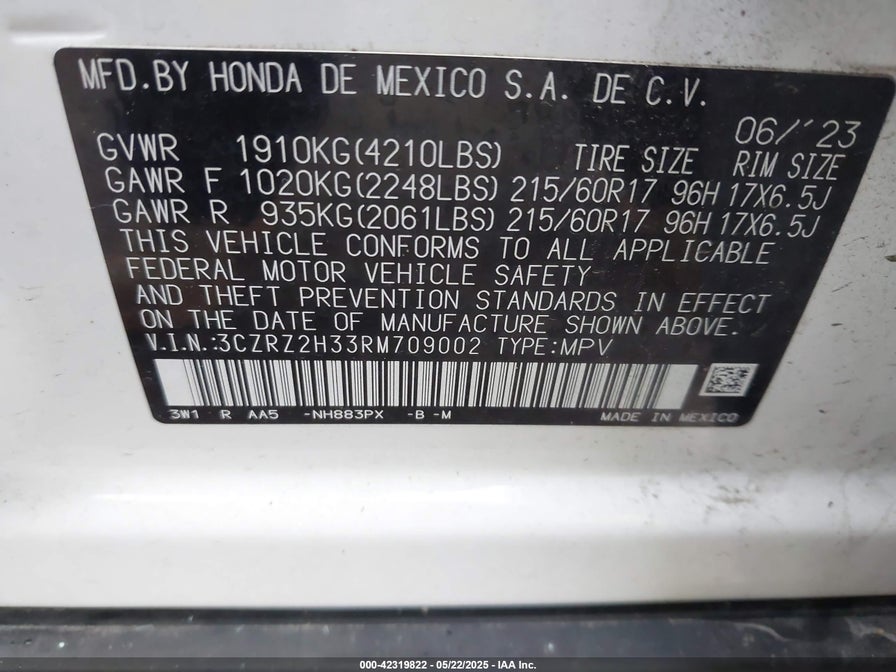 MFD.BY HONDA DE MEXICO S.A. DE C.V.
06/'23
GVWR 1910KG(4210LBS) TIRE SIZE RIM SIZE
GAWR F 1020KG(2248LBS) 215/60R17 96H 17X6.5J
GAWR R 935KG(2061LBS) 215/60R17 96H 17X6.5J
THIS VEHICLE CONFORMS TO ALL APPLICABLE
FEDERAL MOTOR VEHICLE SAFETY
AND THEFT PREVENTION STANDARDS IN EFFECT
ON THE DATE OF MANUFACTURE SHOWN ABOVE.
V.I.N.:3CZRZ2H33RM709002 TYPE:MPV
3W1 R AA5 -NH883PX -B -M MADE IN MEXICO
000-42319822 - 05/22/2025 - IAA Inc.